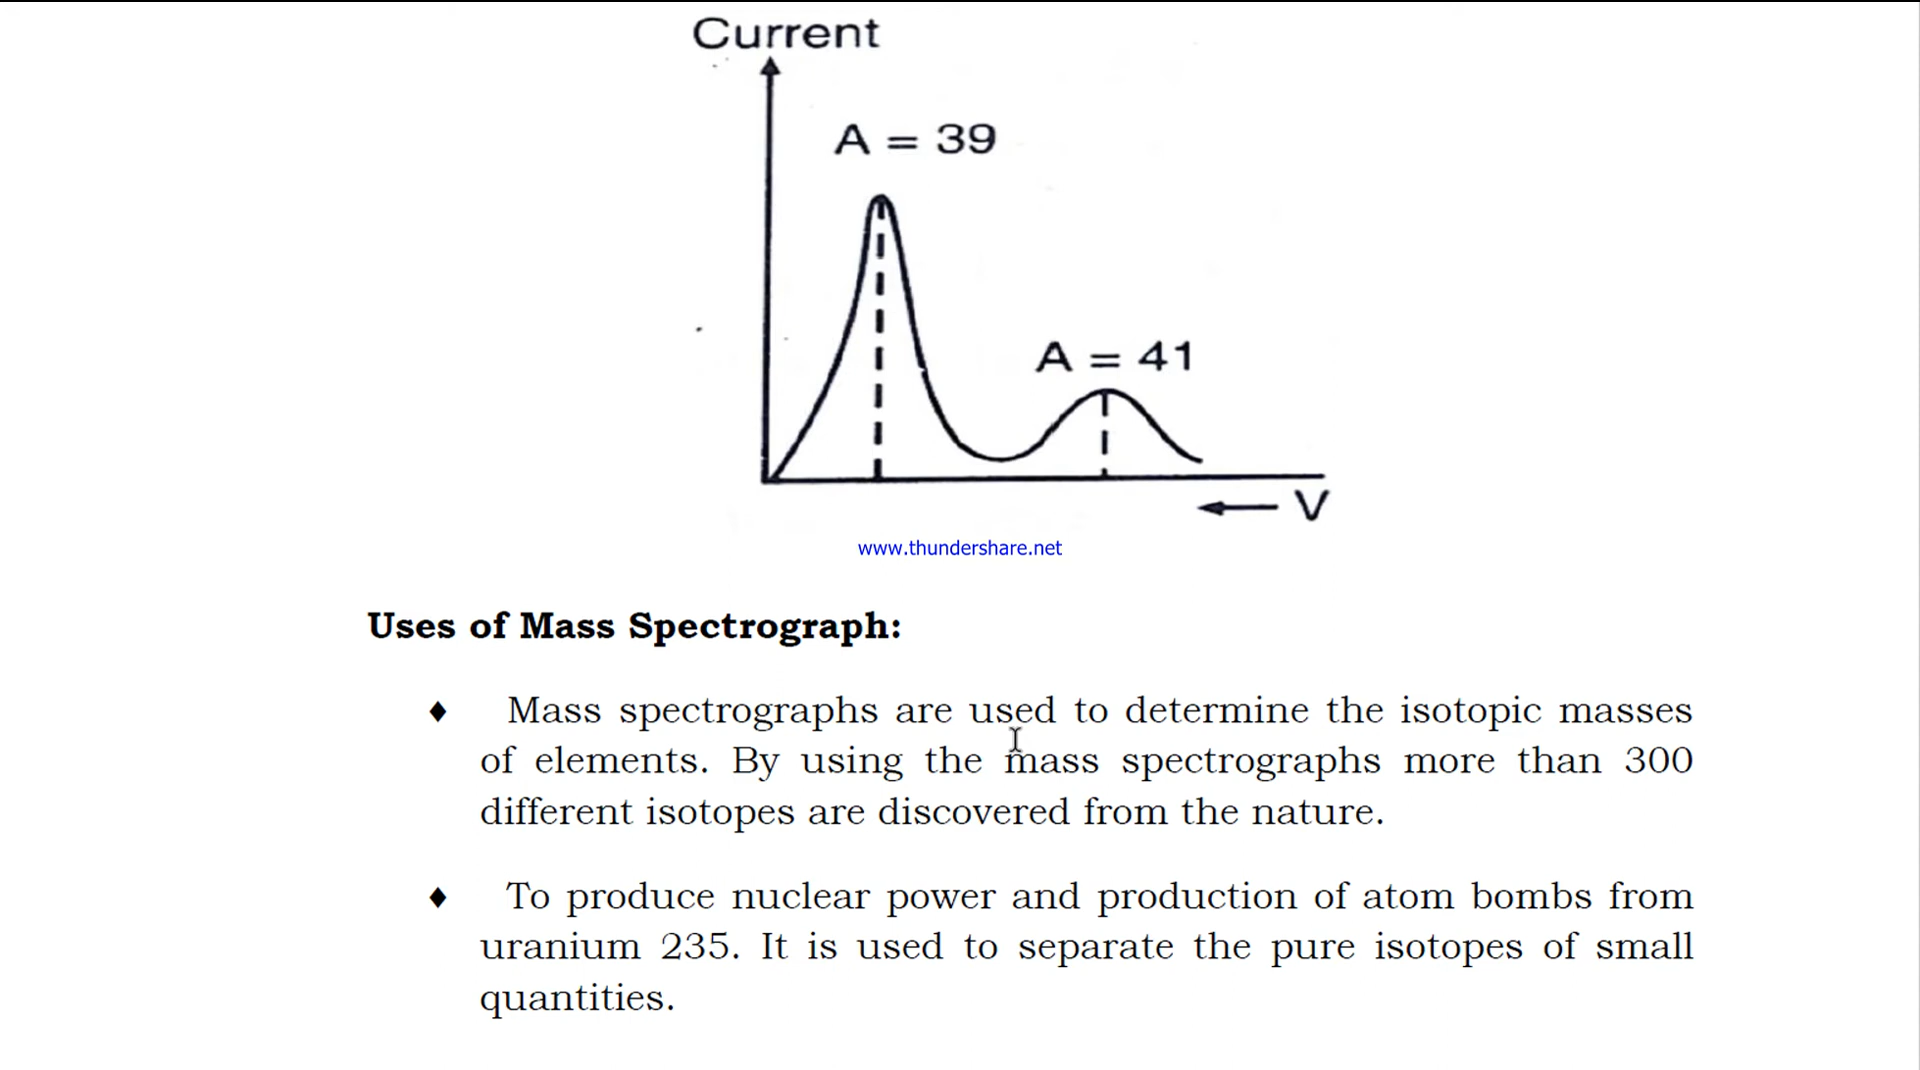 Current
A = 39
A = 41
V
www.thundershare.net
Uses of Mass Spectrograph:
♦ Mass spectrographs are used to determine the isotopic masses
of elements. By using the mass spectrographs more than 300
different isotopes are discovered from the nature.
♦ To produce nuclear power and production of atom bombs from
uranium 235. It is used to separate the pure isotopes of small
quantities.